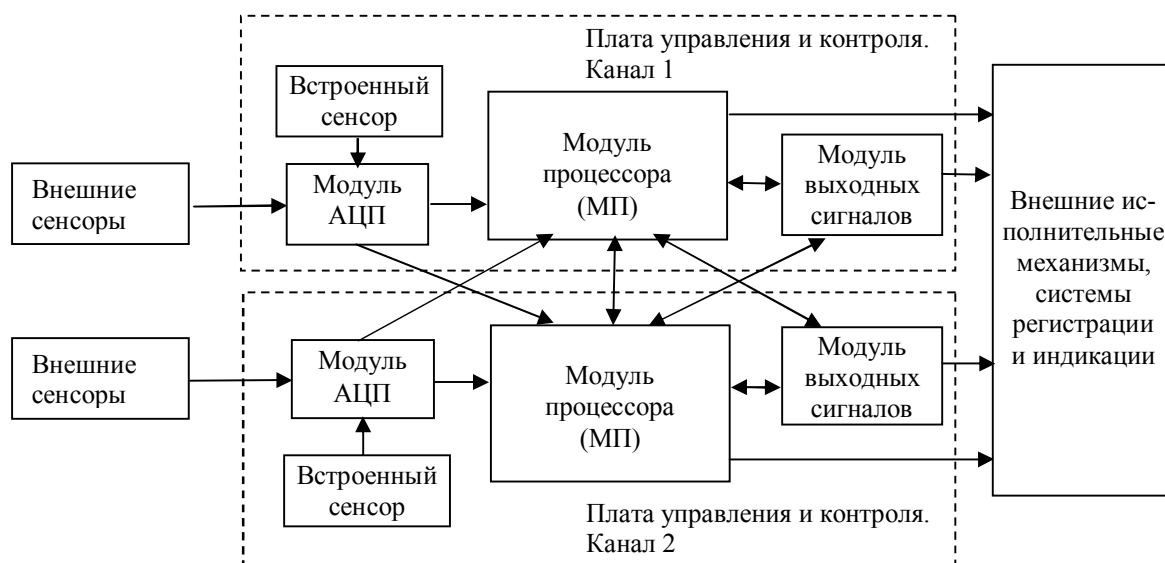 Плата управления и контроля.
Канал 1
Встроенный
сенсор
Внешние
сенсоры
Модуль
АЦП
Модуль
процессора
(МП)
Модуль
выходных
сигналов
Внешние ис-
полнительные
механизмы,
системы
регистрации
и индикации
Внешние
сенсоры
Модуль
АЦП
Модуль
процессора
(МП)
Модуль
выходных
сигналов
Встроенный
сенсор
Плата управления и контроля.
Канал 2